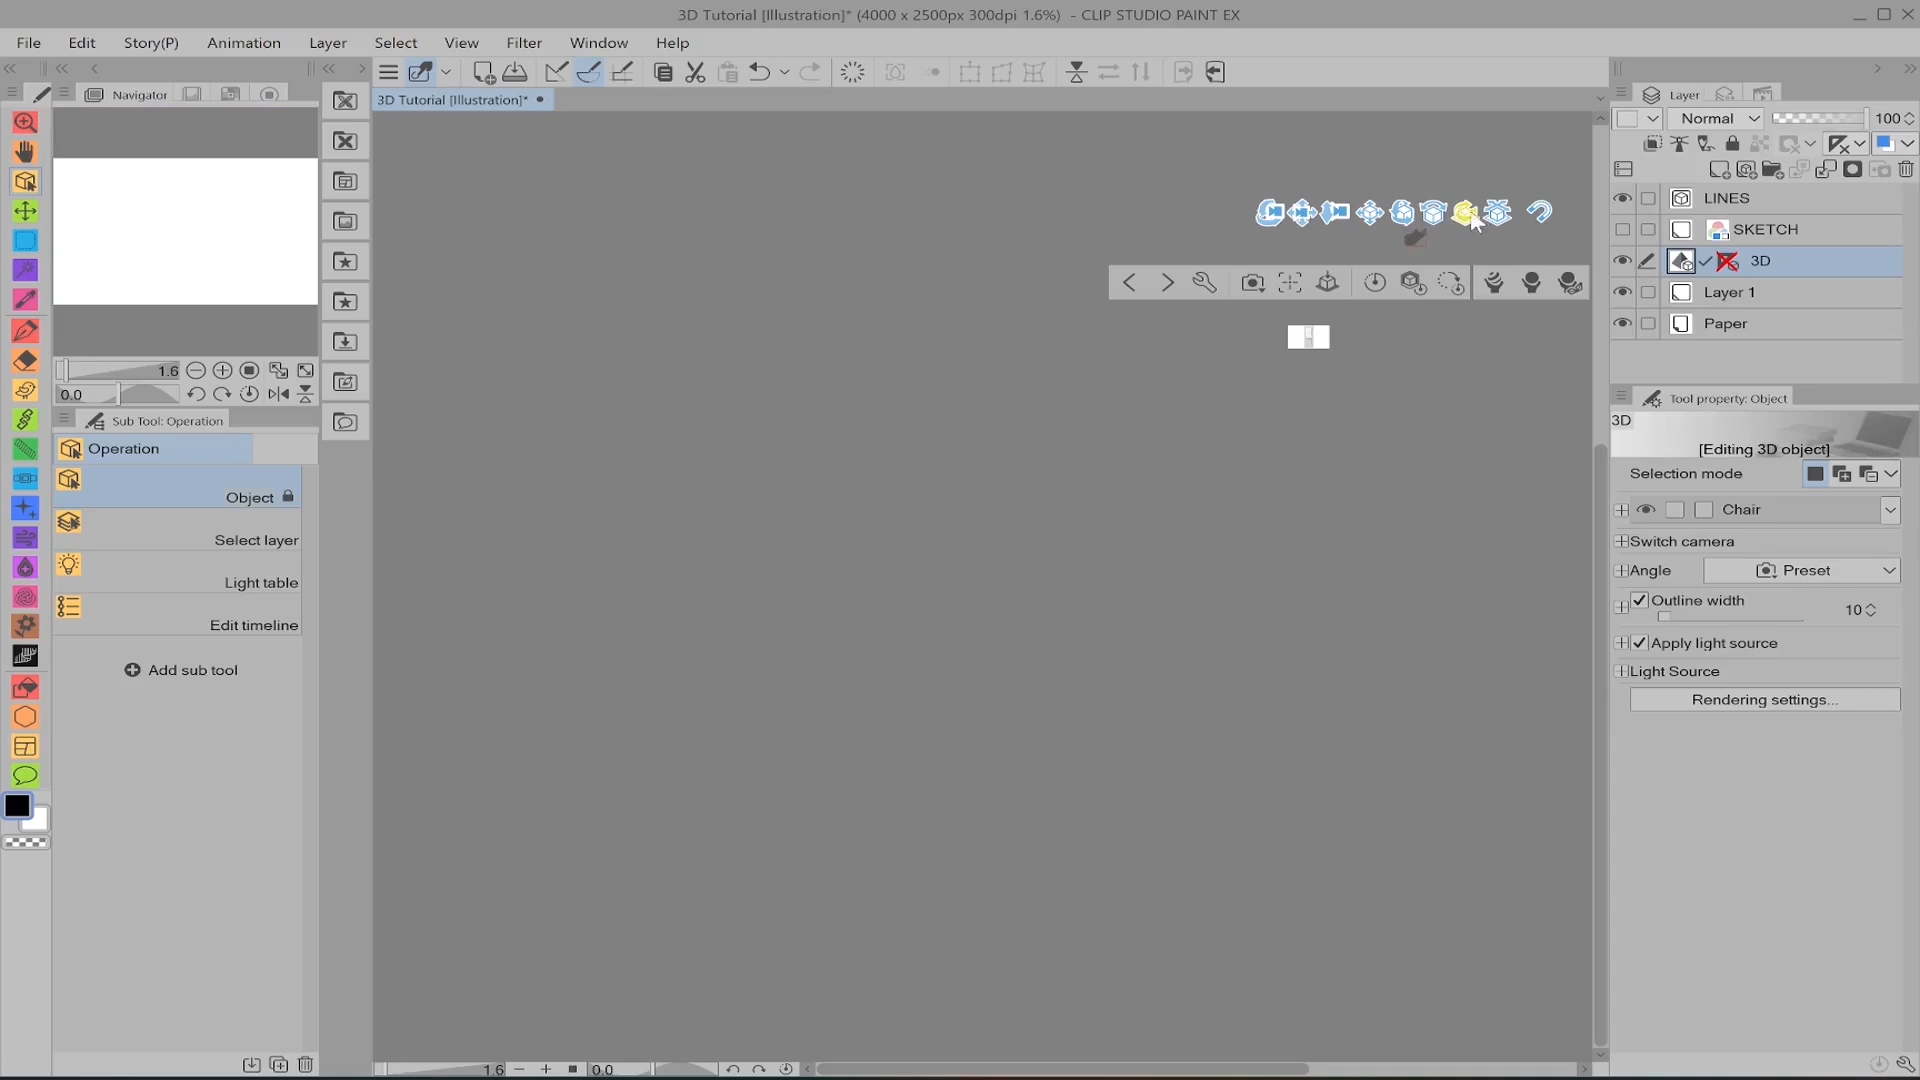 3D Tutorial [Illustration]* (4000 x 2500px 300dpi 1.6%) - CLIP STUDIO PAINT EX
File Edit Story(P) Animation Layer Select View Filter Window Help
Navigator
3D Tutorial [Illustration]*
Layer
Normal 100
LINES
SKETCH
3D
Layer 1
Paper
1.6
0.0
Sub Tool: Operation
Operation
Object
Select layer
Light table
Edit timeline
Add sub tool
Tool property: Object
3D
[Editing 3D object]
Selection mode
Chair
Switch camera
Angle Preset
Outline width 10
Apply light source
Light Source
Rendering settings...
1.6 0.0